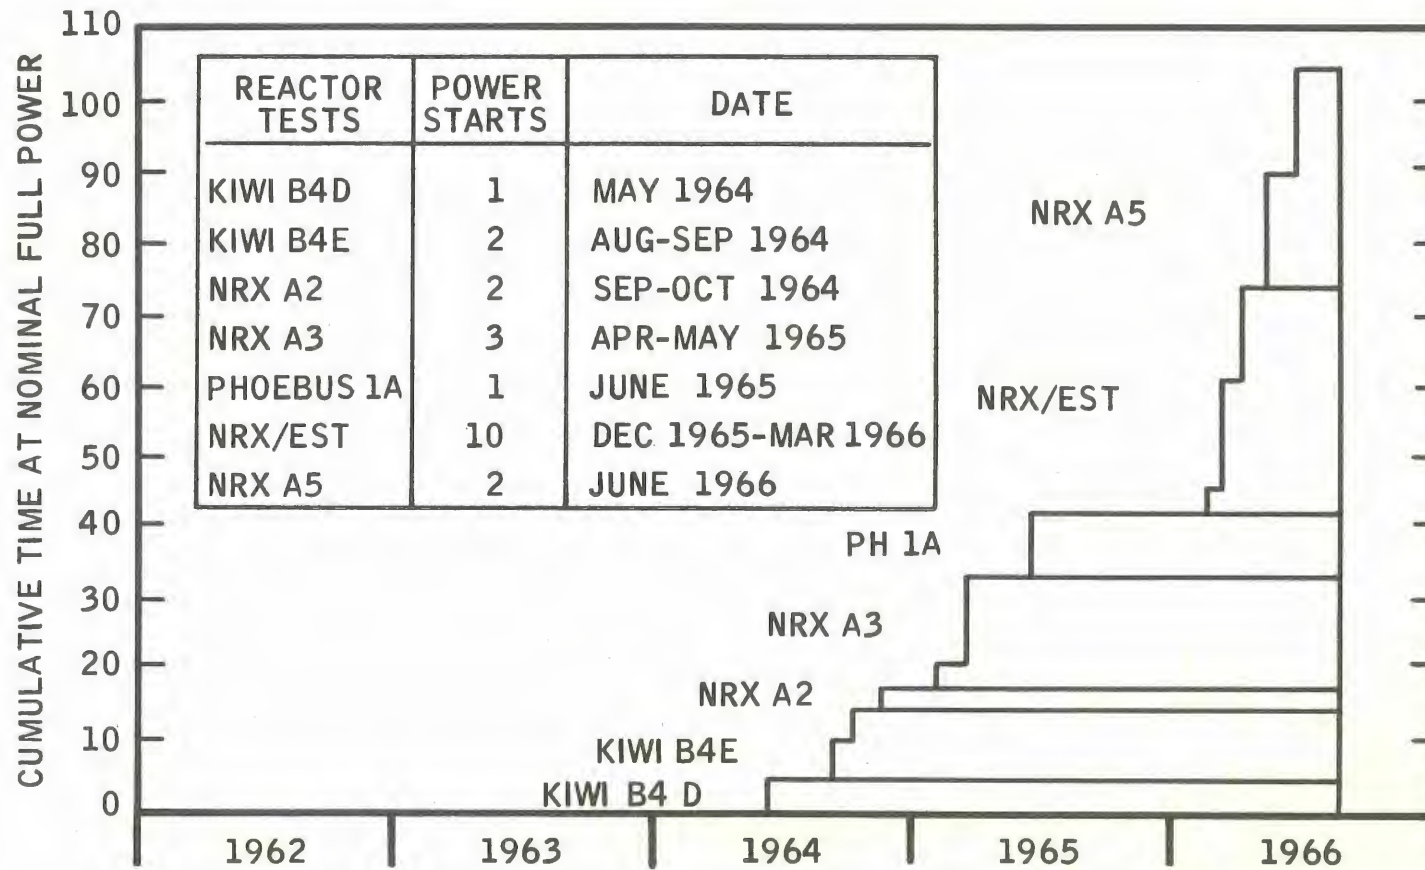 CUMULATIVE TIME AT NOMINAL FULL POWER
110
100
90
80
70
60
50
40
30
20
10
0
REACTOR TESTS POWER STARTS DATE
KIWI B4D 1 MAY 1964
KIWI B4E 2 AUG-SEP 1964
NRX A2 2 SEP-OCT 1964
NRX A3 3 APR-MAY 1965
PHOEBUS 1A 1 JUNE 1965
NRX/EST 10 DEC 1965-MAR 1966
NRX A5 2 JUNE 1966
NRX A5
NRX/EST
PH 1A
NRX A3
NRX A2
KIWI B4E
KIWI B4 D
1962 1963 1964 1965 1966